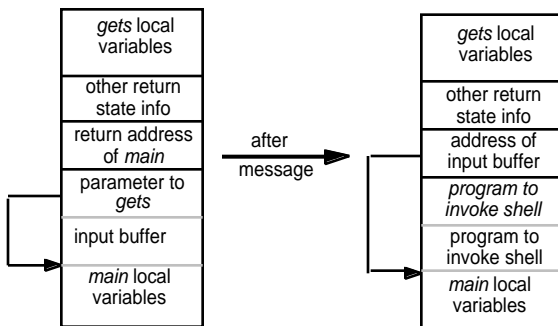 gets local
variables
other return
state info
return address
of main
parameter to
gets
input buffer
main local
variables
after
message
gets local
variables
other return
state info
address of
input buffer
program to
invoke shell
program to
invoke shell
main local
variables